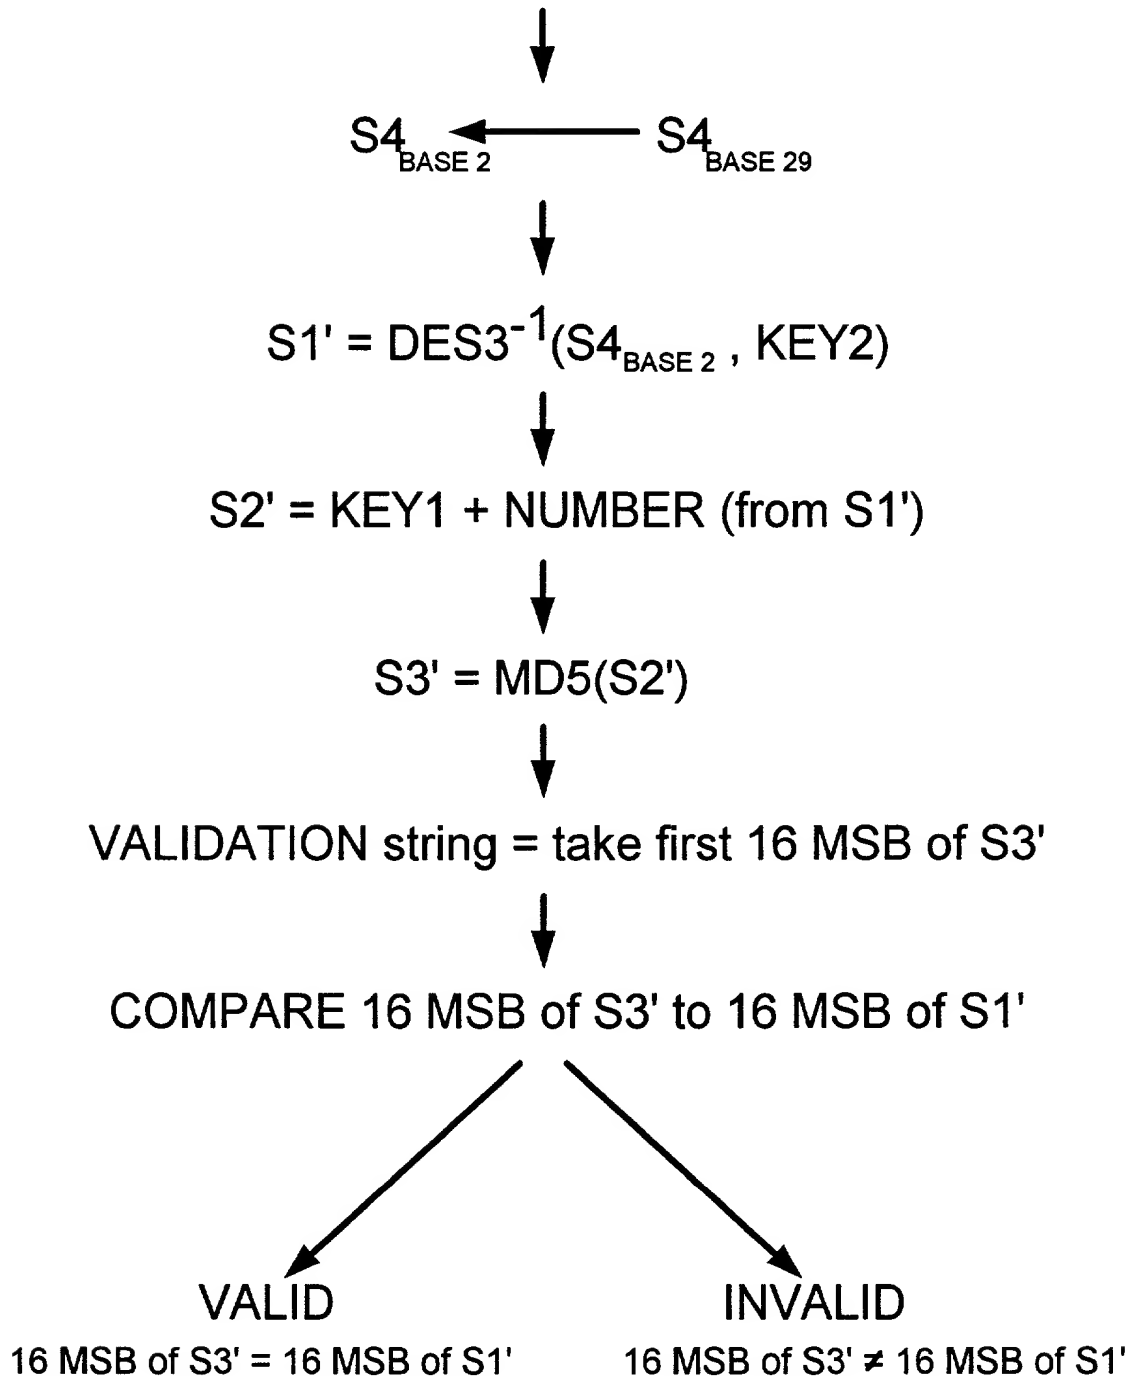 S4BASE 2 S4BASE 29
S1' = DES3-1(S4BASE 2 , KEY2)
S2' = KEY1 + NUMBER (from S1')
S3' = MD5(S2')
VALIDATION string = take first 16 MSB of S3'
COMPARE 16 MSB of S3' to 16 MSB of S1'
VALID INVALID
16 MSB of S3' = 16 MSB of S1' 16 MSB of S3' ≠ 16 MSB of S1'